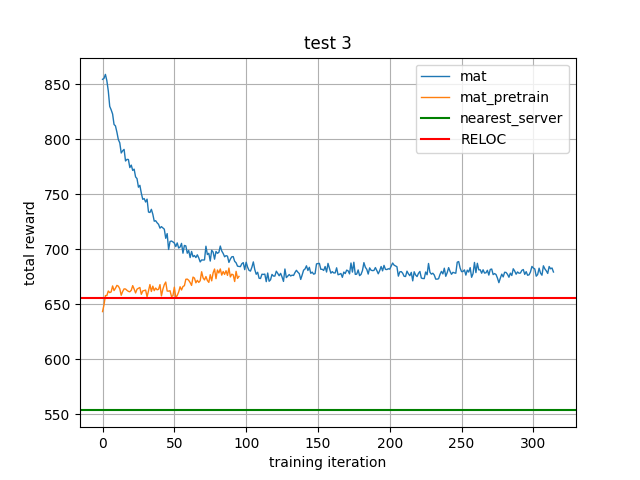 test 3
total reward
850
800
750
700
650
600
550
mat
mat_pretrain
nearest_server
RELOC
0 50 100 150 200 250 300
training iteration